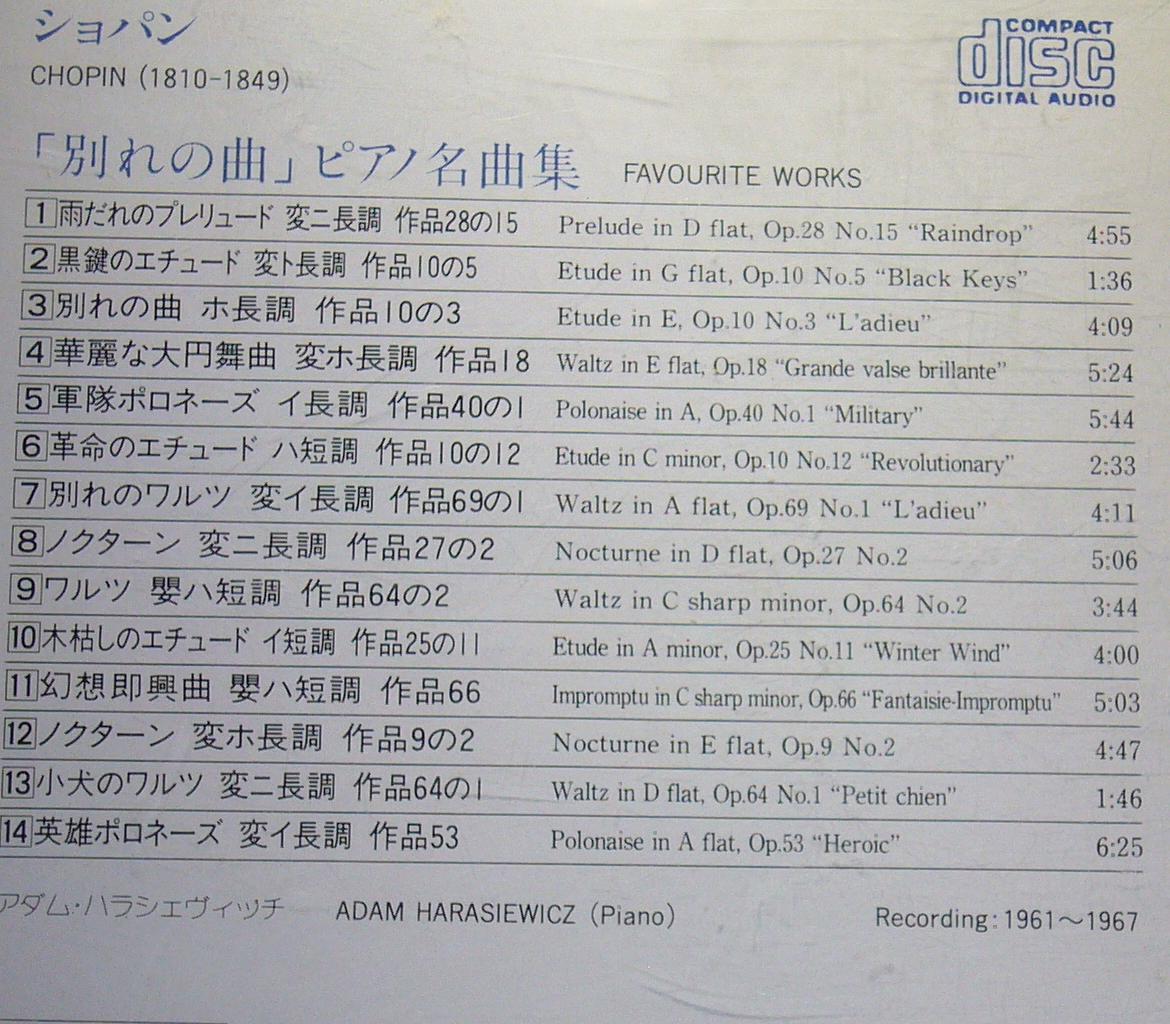 ショパン
CHOPIN (1810-1849)
COMPACT
disc
DIGITAL AUDIO
「別れの曲」ピアノ名曲集 FAVOURITE WORKS
1 雨だれのプレリュード 変ニ長調 作品28の15 Prelude in D flat, Op.28 No.15 “Raindrop” 4:55
2 黒鍵のエチュード 変ト長調 作品10の5 Etude in G flat, Op.10 No.5 “Black Keys” 1:36
3 別れの曲 ホ長調 作品10の3 Etude in E, Op.10 No.3 “L'adieu” 4:09
4 華麗な大円舞曲 変ホ長調 作品18 Waltz in E flat, Op.18 “Grande valse brillante” 5:24
5 軍隊ポロネーズ イ長調 作品40の1 Polonaise in A, Op.40 No.1 “Military” 5:44
6 革命のエチュード ハ短調 作品10の12 Etude in C minor, Op.10 No.12 “Revolutionary” 2:33
7 別れのワルツ 変イ長調 作品69の1 Waltz in A flat, Op.69 No.1 “L'adieu” 4:11
8 ノクターン 変ニ長調 作品27の2 Nocturne in D flat, Op.27 No.2 5:06
9 ワルツ 嬰ハ短調 作品64の2 Waltz in C sharp minor, Op.64 No.2 3:44
10 木枯しのエチュード イ短調 作品25の11 Etude in A minor, Op.25 No.11 “Winter Wind” 4:00
11 幻想即興曲 嬰ハ短調 作品66 Impromptu in C sharp minor, Op.66 “Fantaisie-Impromptu” 5:03
12 ノクターン 変ホ長調 作品9の2 Nocturne in E flat, Op.9 No.2 4:47
13 小犬のワルツ 変ニ長調 作品64の1 Waltz in D flat, Op.64 No.1 “Petit chien” 1:46
14 英雄ポロネーズ 変イ長調 作品53 Polonaise in A flat, Op.53 “Heroic” 6:25
アダム・ハラシェヴィッチ ADAM HARASIEWICZ (Piano) Recording: 1961～1967